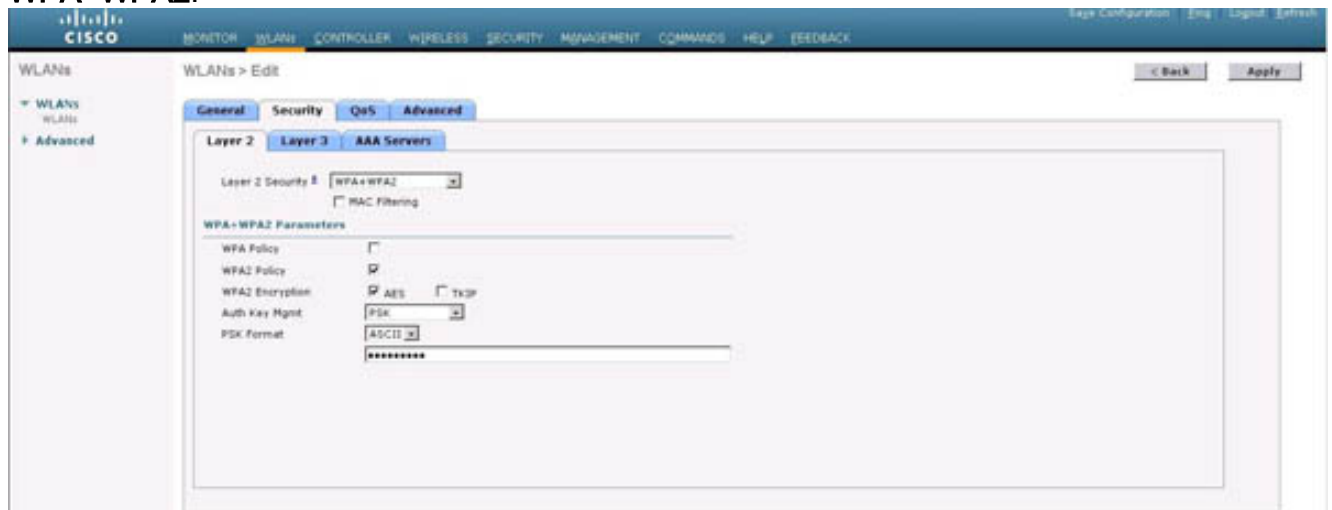 WPA+WPA2.
Save Configuration Ping Logout Refresh
CISCO
MONITOR WLANs CONTROLLER WIRELESS SECURITY MANAGEMENT COMMANDS HELP FEEDBACK
WLANs
WLANs > Edit
< Back Apply
WLANs
WLANs
Advanced
General Security QoS Advanced
Layer 2 Layer 3 AAA Servers
Layer 2 Security WPA+WPA2
MAC Filtering
WPA+WPA2 Parameters
WPA Policy
WPA2 Policy
WPA2 Encryption AES TKIP
Auth Key Mgmt PSK
PSK Format ASCII
•••••••••